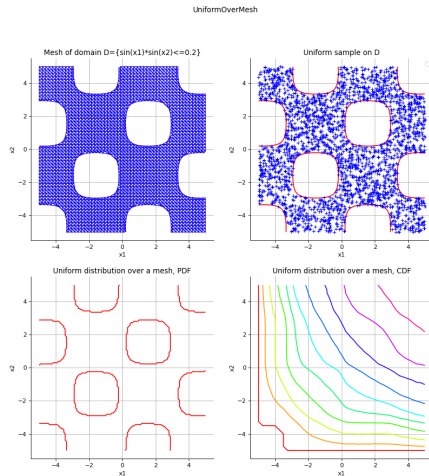 UniformOverMesh
Mesh of domain D={sin(x1)*sin(x2)<=0.2}
4
2
0
−2
−4
x2
−4 −2 0 2 4
x1
Uniform sample on D
4
2
0
−2
−4
x2
−4 −2 0 2 4
x1
Uniform distribution over a mesh, PDF
4
2
0
−2
−4
x2
−4 −2 0 2 4
x1
Uniform distribution over a mesh, CDF
4
2
0
−2
−4
x2
−4 −2 0 2 4
x1